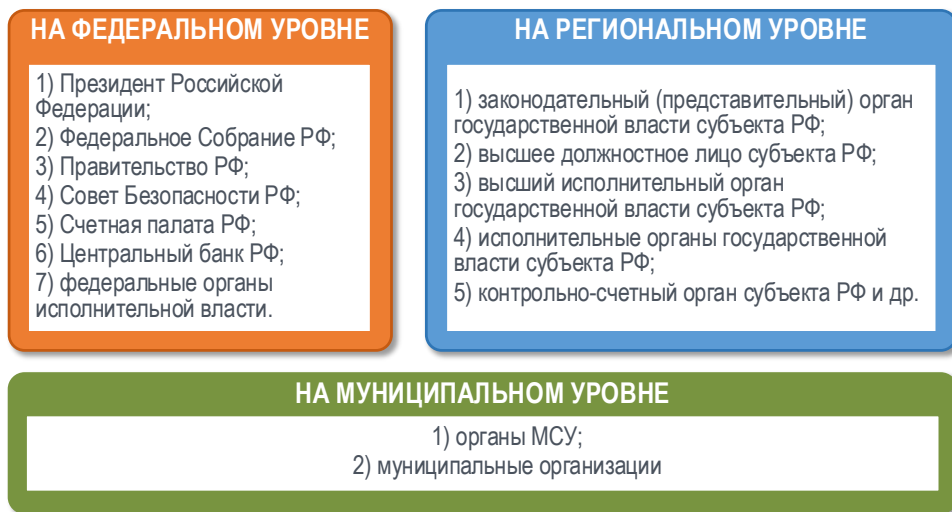 НА ФЕДЕРАЛЬНОМ УРОВНЕ
1) Президент Российской
Федерации;
2) Федеральное Собрание РФ;
3) Правительство РФ;
4) Совет Безопасности РФ;
5) Счетная палата РФ;
6) Центральный банк РФ;
7) федеральные органы
исполнительной власти.
НА РЕГИОНАЛЬНОМ УРОВНЕ
1) законодательный (представительный) орган
государственной власти субъекта РФ;
2) высшее должностное лицо субъекта РФ;
3) высший исполнительный орган
государственной власти субъекта РФ;
4) исполнительные органы государственной
власти субъекта РФ;
5) контрольно-счетный орган субъекта РФ и др.
НА МУНИЦИПАЛЬНОМ УРОВНЕ
1) органы МСУ;
2) муниципальные организации